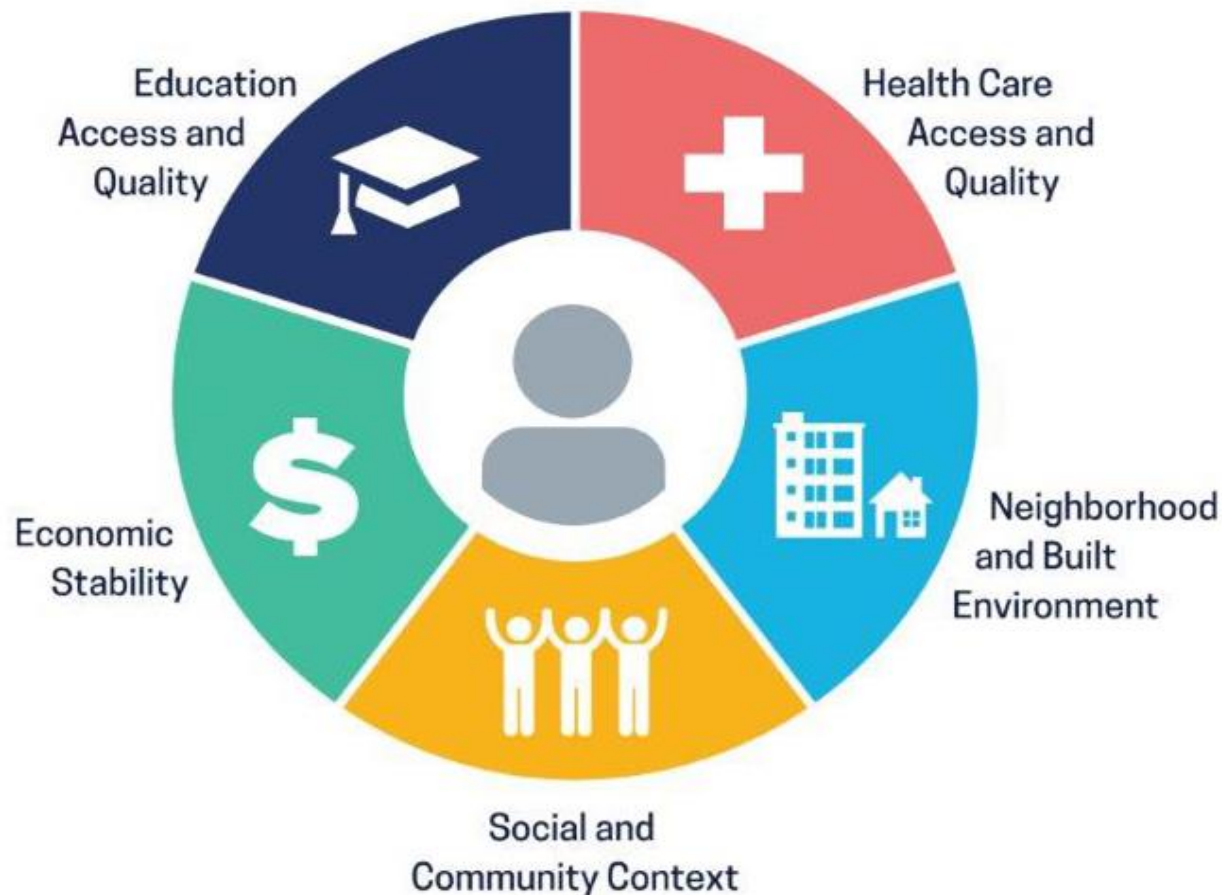 Education
Access and
Quality
Health Care
Access and
Quality
Economic
Stability
Neighborhood
and Built
Environment
Social and
Community Context